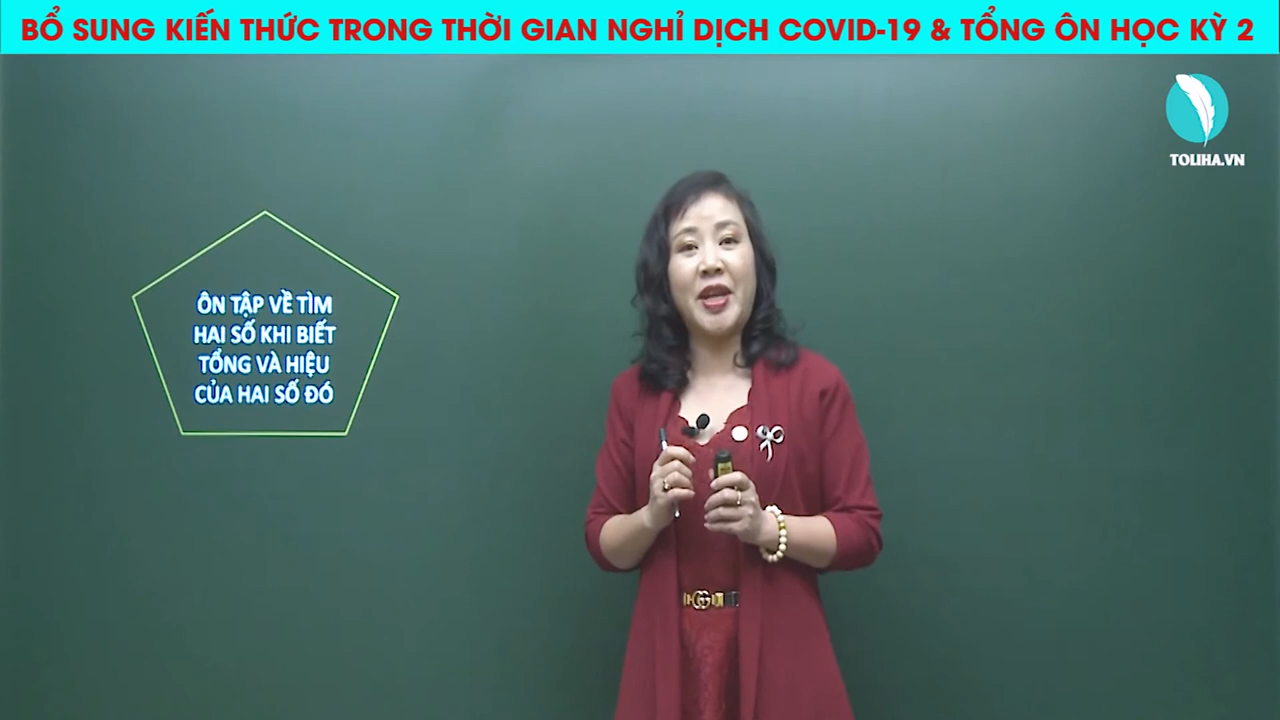 BỔ SUNG KIẾN THỨC TRONG THỜI GIAN NGHỈ DỊCH COVID-19 & TỔNG ÔN HỌC KỲ 2
TOLIHA.VN
ÔN TẬP VỀ TÌM
HAI SỐ KHI BIẾT
TỔNG VÀ HIỆU
CỦA HAI SỐ ĐÓ